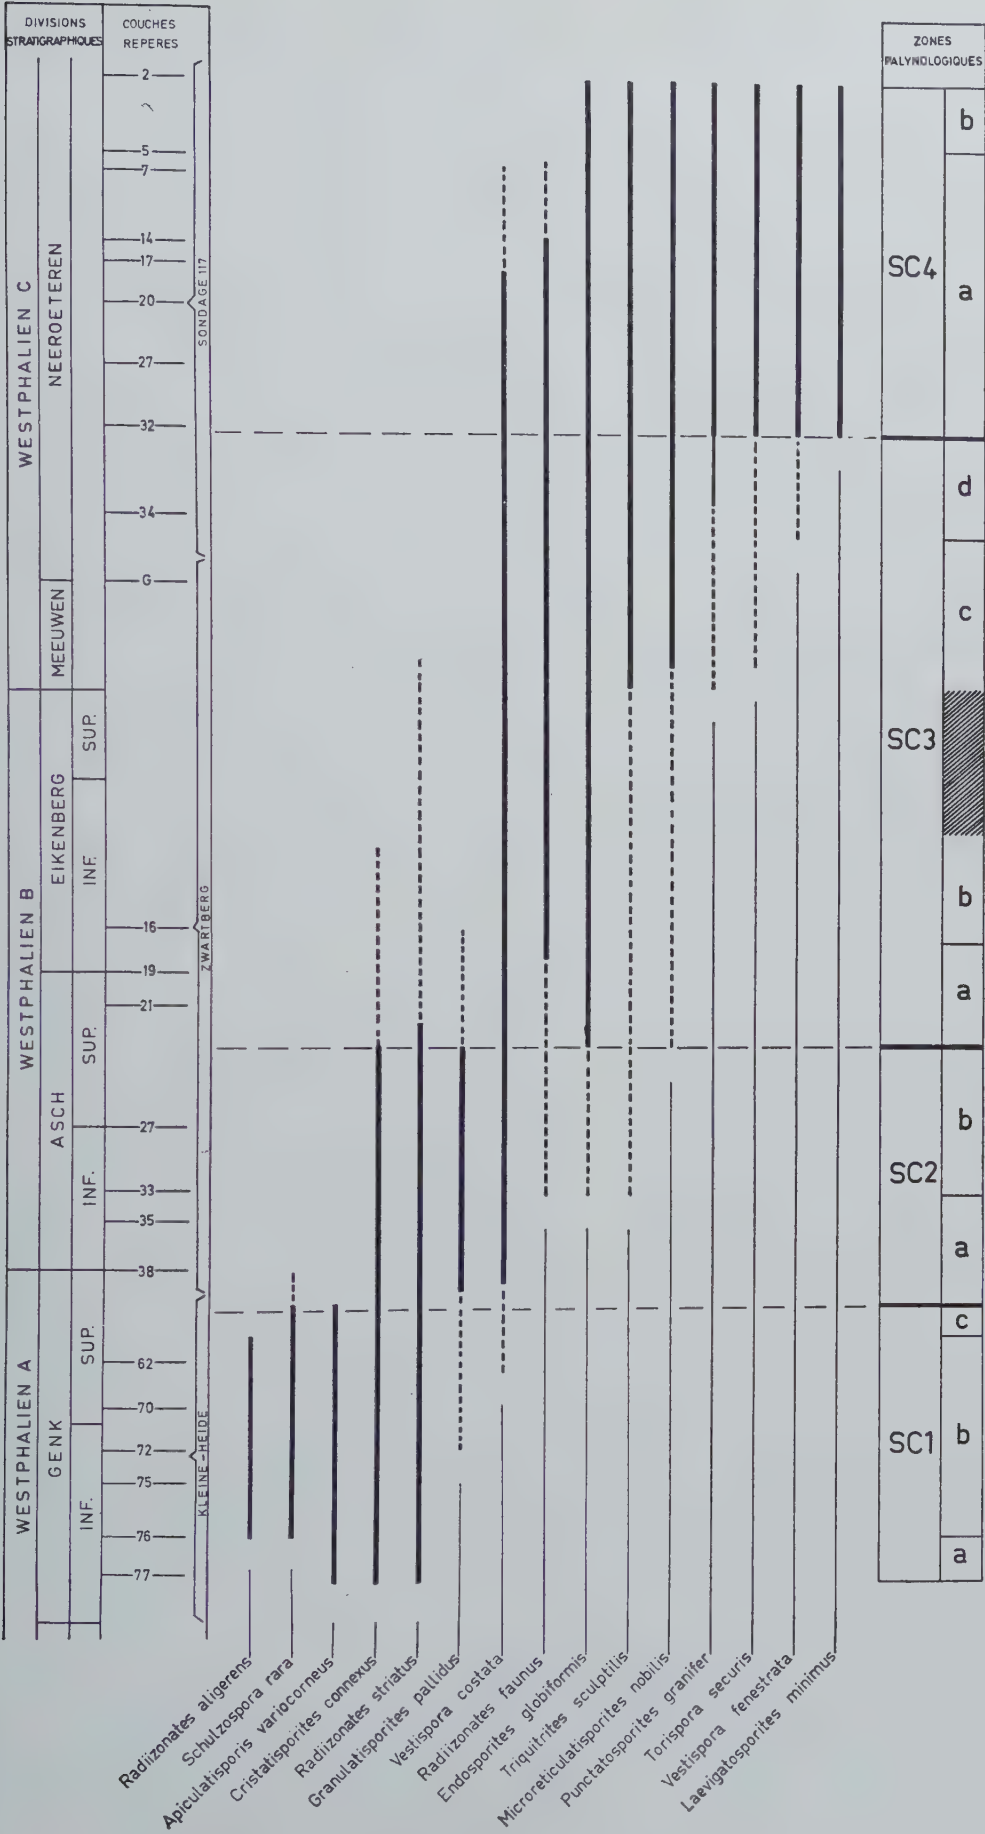 DIVISIONS
STRATIGRAPHIQUES
COUCHES
REPERES
ZONES
PALYNOLOGIQUES
WESTPHALIEN C
NEEROETEREN
MEEUWEN
WESTPHALIEN B
EIKENBERG
SUP.
INF.
ASCH
SUP.
INF.
WESTPHALIEN A
GENK
SUP.
INF.
2
5
7
14
17
20
27
32
34
G
16
19
21
27
33
35
38
62
70
72
75
76
77
SONDAGE 117
ZWARTBERG
KLEINE-HEIDE
SC4
b
a
SC3
d
c
b
a
SC2
b
a
SC1
c
b
a
Radiizonates aligerens
Schulzospora rara
Apiculatisporis variocorneus
Cristatisporites connexus
Radiizonates striatus
Granulatisporites pallidus
Vestispora costata
Radiizonates faunus
Endosporites globiformis
Triquitrites sculptilis
Microreticulatisporites nobilis
Punctatosporites granifer
Torispora securis
Vestispora fenestrata
Laevigatosporites minimus